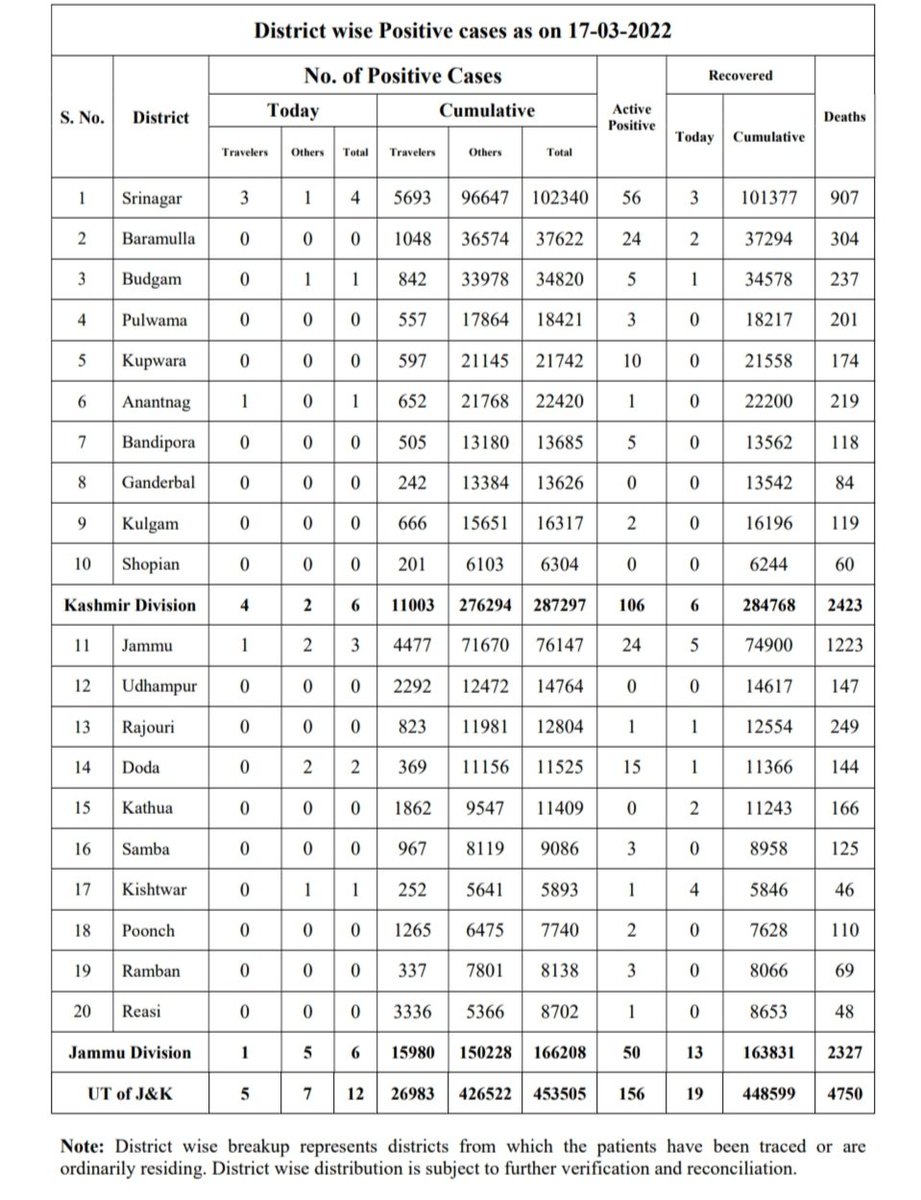 District wise Positive cases as on 17-03-2022
S. No. District No. of Positive Cases Active Positive Recovered Deaths
Today Cumulative Today Cumulative
Travelers Others Total Travelers Others Total
1 Srinagar 3 1 4 5693 96647 102340 56 3 101377 907
2 Baramulla 0 0 0 1048 36574 37622 24 2 37294 304
3 Budgam 0 1 1 842 33978 34820 5 1 34578 237
4 Pulwama 0 0 0 557 17864 18421 3 0 18217 201
5 Kupwara 0 0 0 597 21145 21742 10 0 21558 174
6 Anantnag 1 0 1 652 21768 22420 1 0 22200 219
7 Bandipora 0 0 0 505 13180 13685 5 0 13562 118
8 Ganderbal 0 0 0 242 13384 13626 0 0 13542 84
9 Kulgam 0 0 0 666 15651 16317 2 0 16196 119
10 Shopian 0 0 0 201 6103 6304 0 0 6244 60
Kashmir Division 4 2 6 11003 276294 287297 106 6 284768 2423
11 Jammu 1 2 3 4477 71670 76147 24 5 74900 1223
12 Udhampur 0 0 0 2292 12472 14764 0 0 14617 147
13 Rajouri 0 0 0 823 11981 12804 1 1 12554 249
14 Doda 0 2 2 369 11156 11525 15 1 11366 144
15 Kathua 0 0 0 1862 9547 11409 0 2 11243 166
16 Samba 0 0 0 967 8119 9086 3 0 8958 125
17 Kishtwar 0 1 1 252 5641 5893 1 4 5846 46
18 Poonch 0 0 0 1265 6475 7740 2 0 7628 110
19 Ramban 0 0 0 337 7801 8138 3 0 8066 69
20 Reasi 0 0 0 3336 5366 8702 1 0 8653 48
Jammu Division 1 5 6 15980 150228 166208 50 13 163831 2327
UT of J&K 5 7 12 26983 426522 453505 156 19 448599 4750
Note: District wise breakup represents districts from which the patients have been traced or are
ordinarily residing. District wise distribution is subject to further verification and reconciliation.